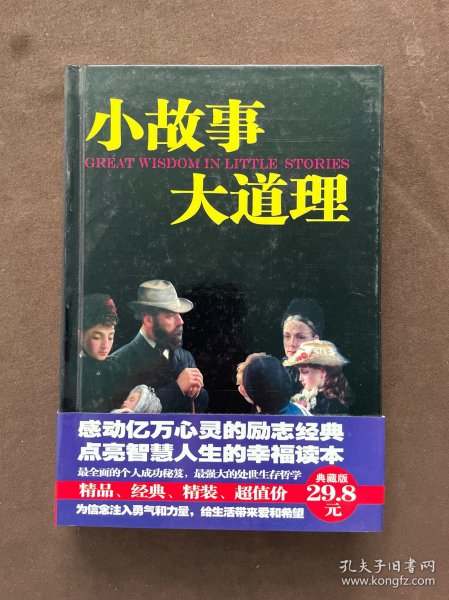 小故事
GREAT WISDOM IN LITTLE STORIES
大道理
感动亿万心灵的励志经典
点亮智慧人生的幸福读本
最全面的个人成功秘笈，最强大的处世生存哲学
精品、经典、精装、超值价
典藏版
29.8
元
为信念注入勇气和力量，给生活带来爱和希望
孔夫子旧书网
www.kongfz.com